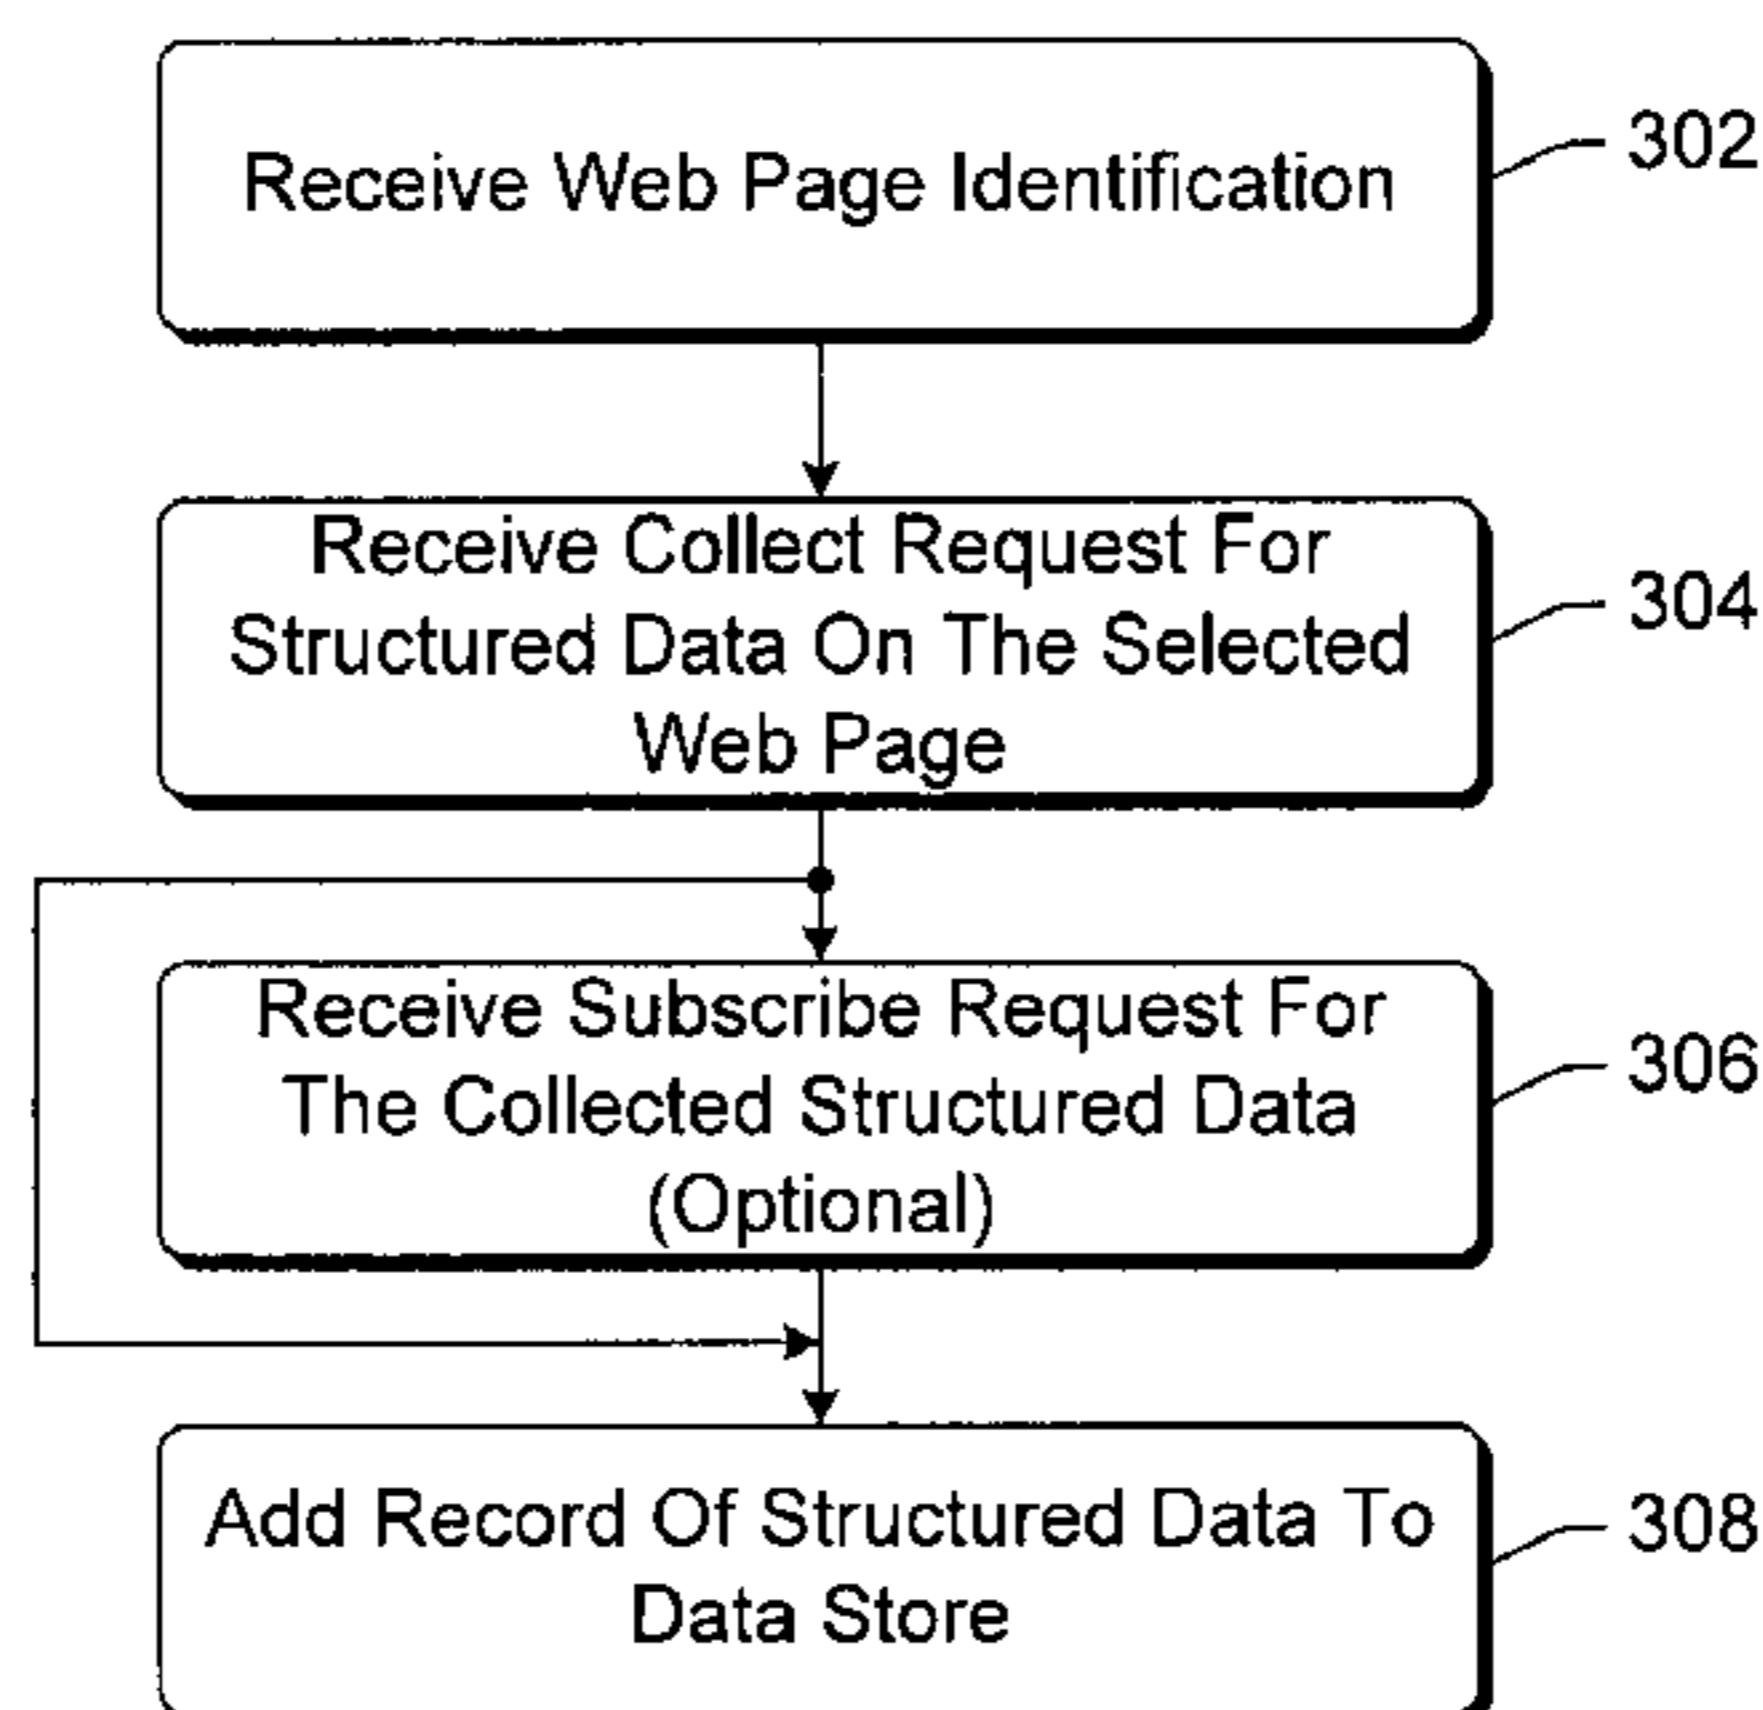 Receive Web Page Identification
302
Receive Collect Request For
Structured Data On The Selected
Web Page
304
Receive Subscribe Request For
The Collected Structured Data
(Optional)
306
Add Record Of Structured Data To
Data Store
308